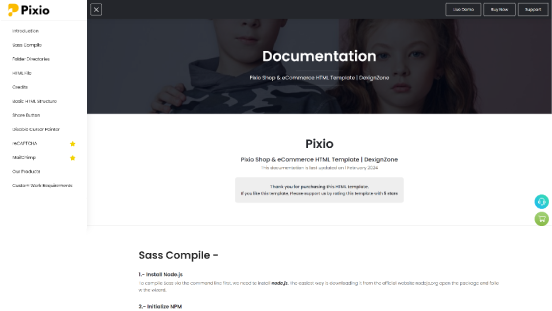 Pixio
Introduction
Sass Compile
Folder Directories
HTML File
Credits
Basic HTML Structure
Share Button
Disable Cursor Pointer
reCAPTCHA
MailChimp
Our Products
Custom Work Requirements
Live Demo
Buy Now
Support
Documentation
Pixio Shop & eCommerce HTML Template | DexignZone
Pixio
Pixio Shop & eCommerce HTML Template | DexignZone
This documentation is last updated on 1 February 2024
Thank you for purchasing this HTML template.
If you like this template, Please support us by rating this template with 5 stars
Sass Compile -
1.- Install Node.js
To compile sass via the command line first, we need to install node.js. the easiest way is downloading it from the official website nodejs.org open the package and follo
w the wizard.
3.- Initialize NPM